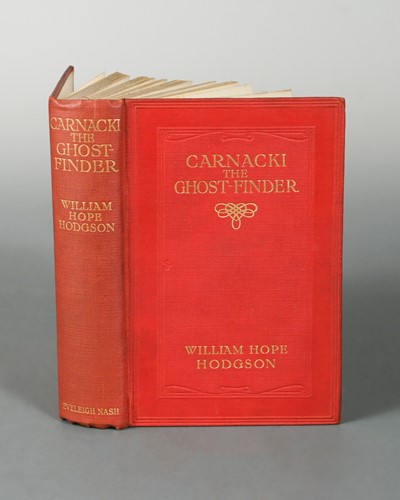 CARNACKI
THE
GHOST-
FINDER
WILLIAM
HOPE
HODGSON
EVELEIGH NASH
CARNACKI
THE
GHOST-FINDER
WILLIAM HOPE
HODGSON